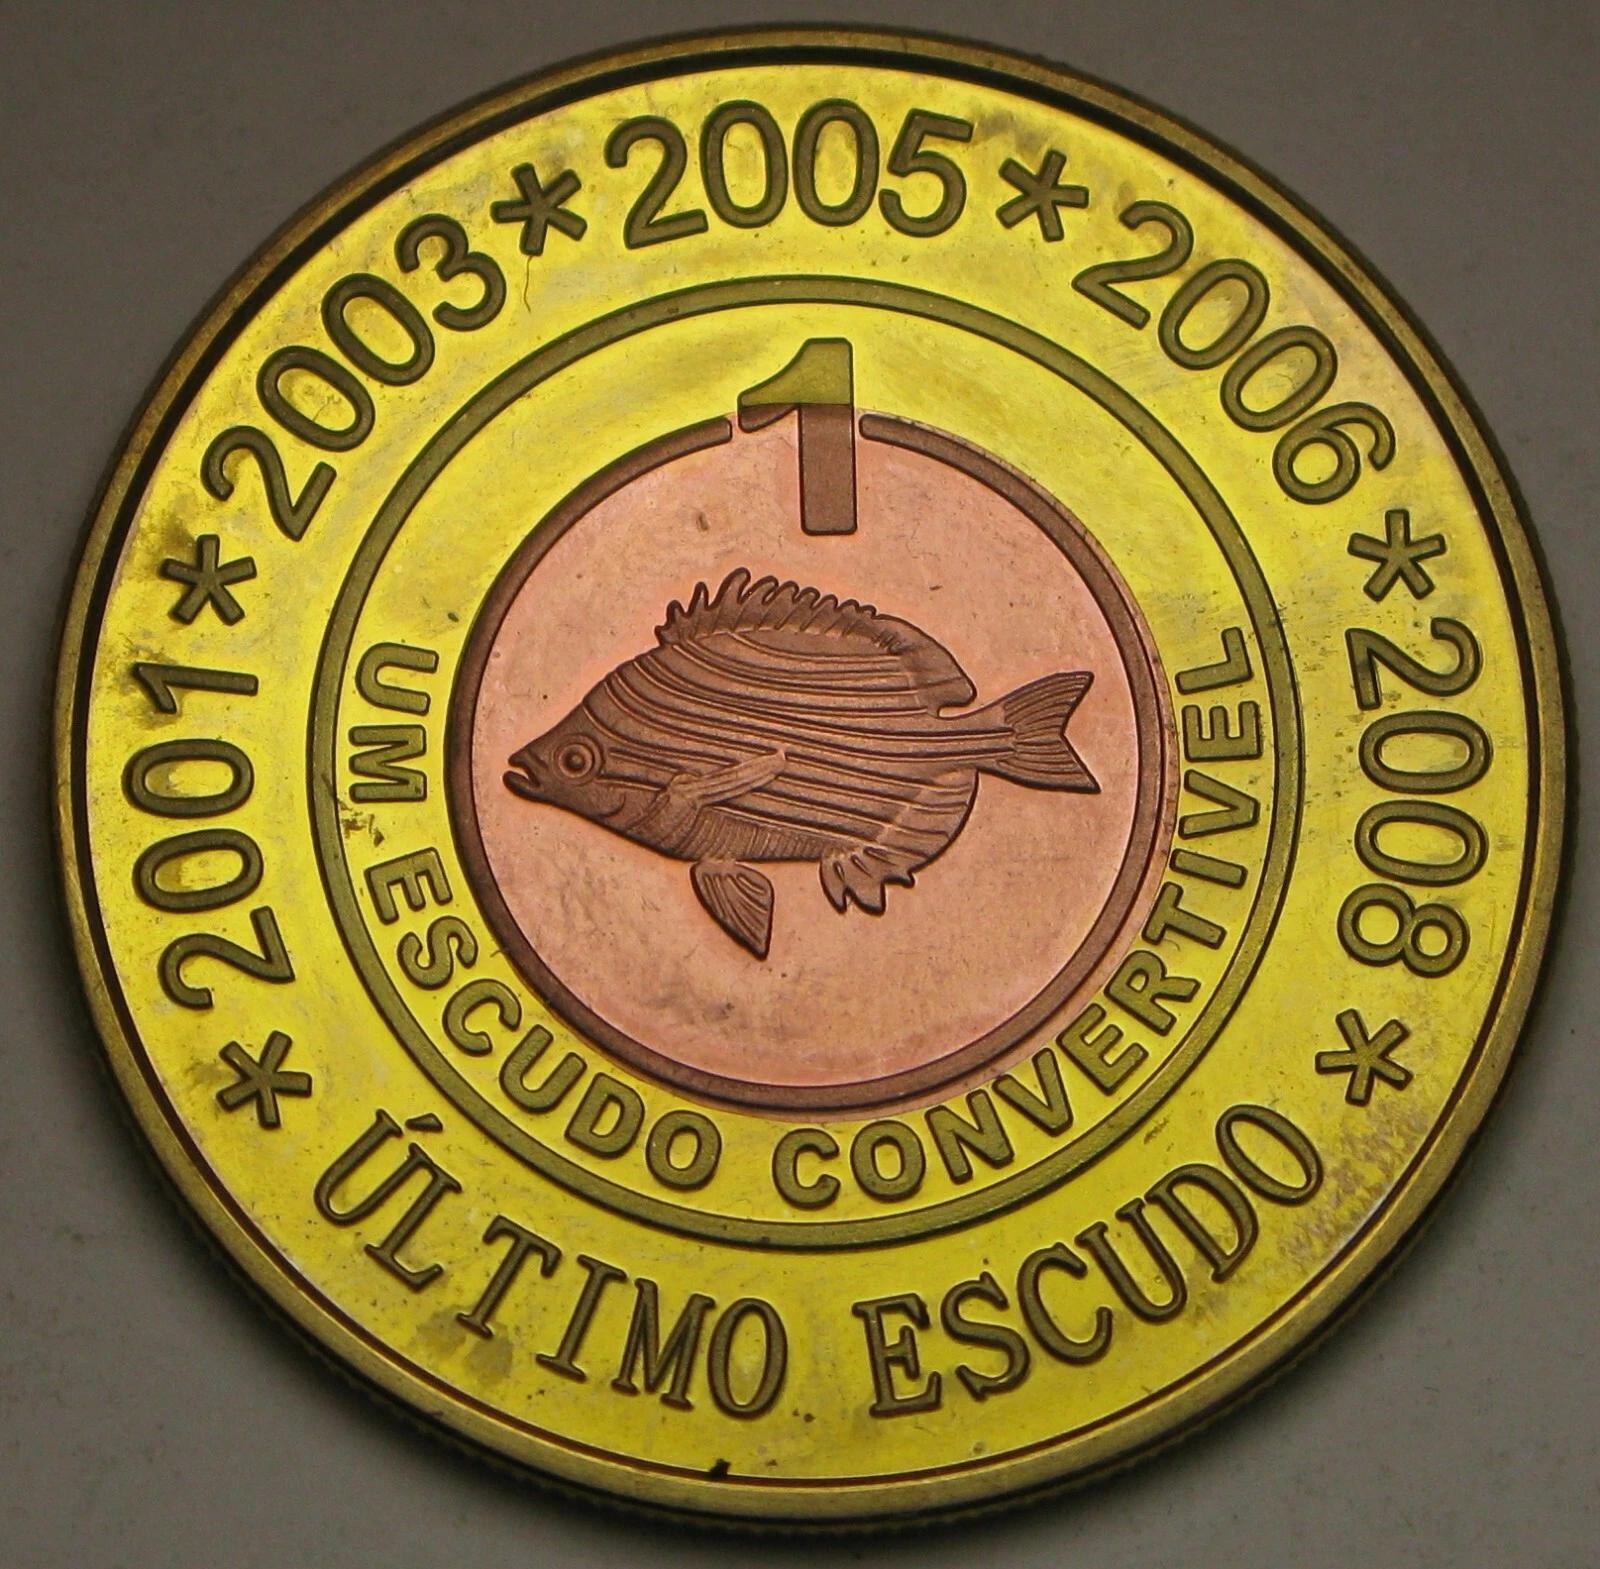 * 2001 * 2003 * 2005 * 2006 * 2008 *
ÚLTIMO ESCUDO
1
UM ESCUDO CONVERTIVEL